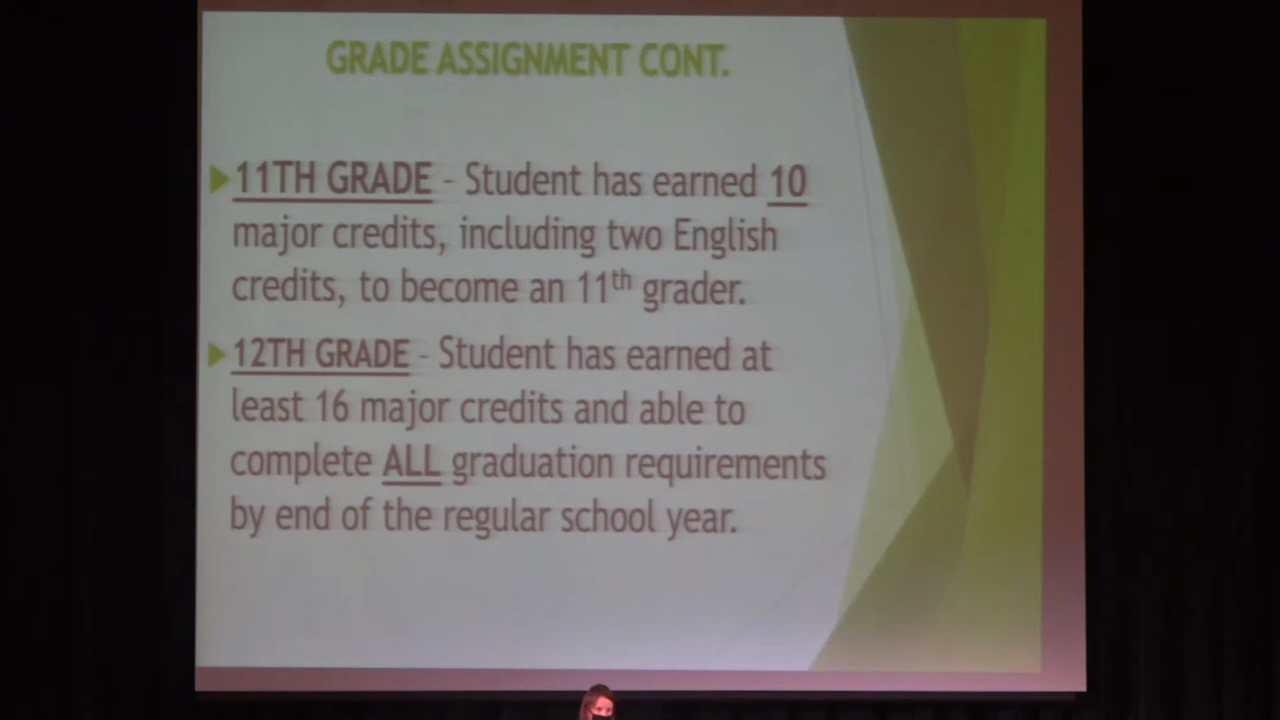 GRADE ASSIGNMENT CONT.
11TH GRADE - Student has earned 10
major credits, including two English
credits, to become an 11th grader.
12TH GRADE - Student has earned at
least 16 major credits and able to
complete ALL graduation requirements
by end of the regular school year.